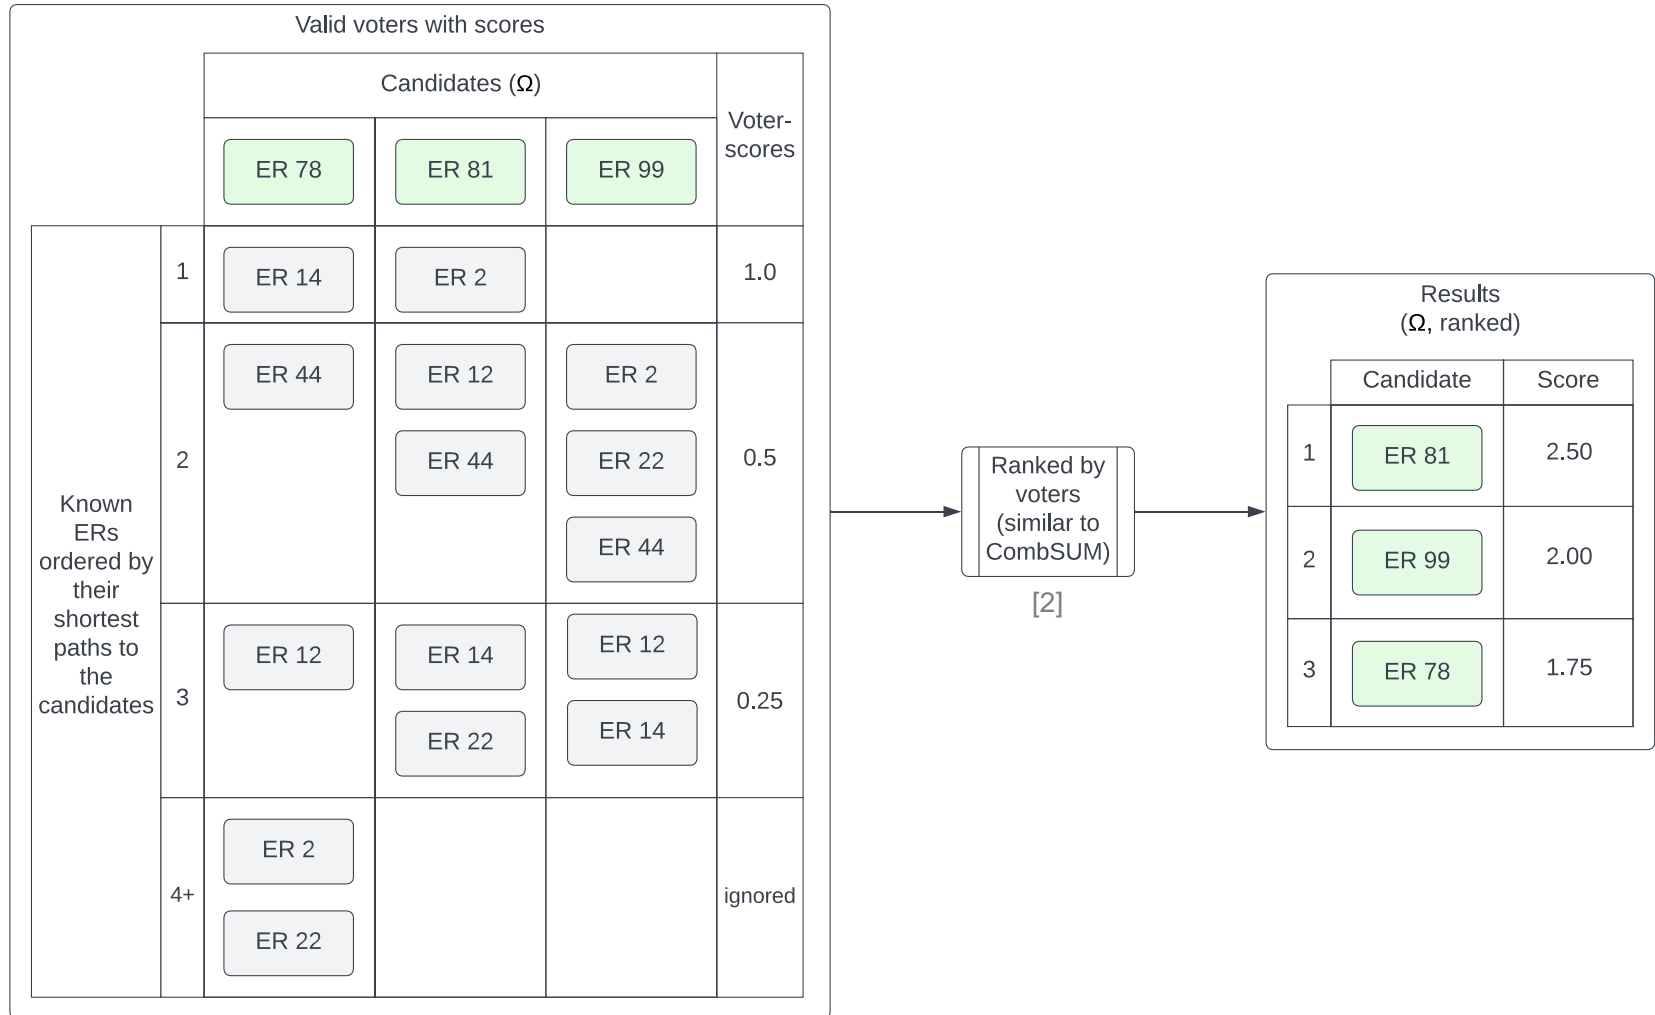 Valid voters with scores
Candidates (Ω)
Voter-
scores
ER 78
ER 81
ER 99
Known
ERs
ordered by
their
shortest
paths to
the
candidates
1
ER 14
ER 2
1.0
2
ER 44
ER 12
ER 2
ER 44
ER 22
ER 44
0.5
3
ER 12
ER 14
ER 12
ER 22
ER 14
0.25
4+
ER 2
ER 22
ignored
Ranked by
voters
(similar to
CombSUM)
[2]
Results
(Ω, ranked)
Candidate
Score
1
ER 81
2.50
2
ER 99
2.00
3
ER 78
1.75